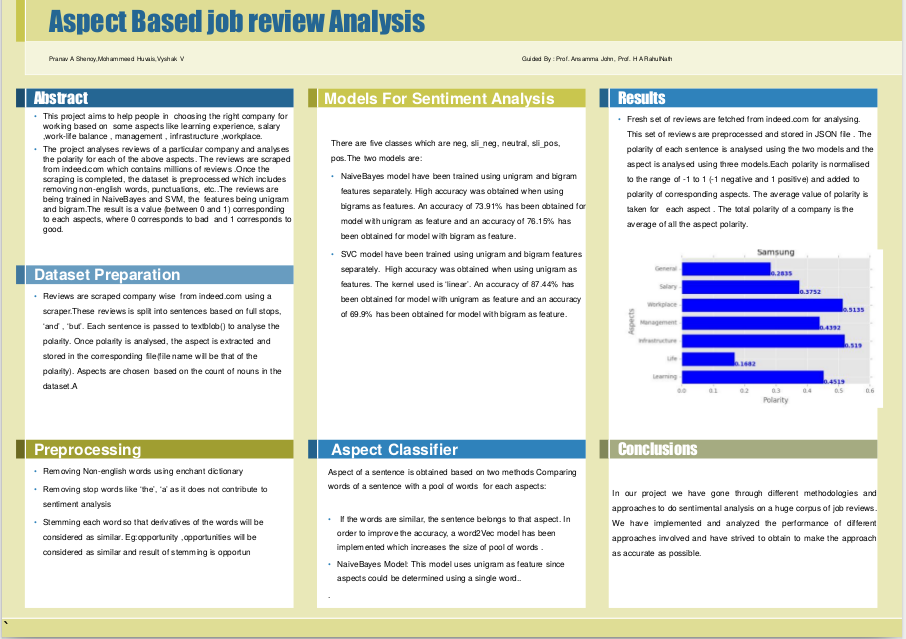 Aspect Based job review Analysis
Pranav A Shenoy,Mohammeed Huvais,Vyshak V
Guided By : Prof. Ansamma John, Prof. H A RahulNath
Abstract
• This project aims to help people in choosing the right company for
working based on some aspects like learning experience, salary
,work-life balance , management , infrastructure ,workplace.
• The project analyses reviews of a particular company and analyses
the polarity for each of the above aspects. The reviews are scraped
from indeed.com which contains millions of reviews .Once the
scraping is completed, the dataset is preprocessed which includes
removing non-english words, punctuations, etc..The reviews are
being trained in NaiveBayes and SVM, the features being unigram
and bigram.The result is a value (between 0 and 1) corresponding
to each aspects, where 0 corresponds to bad and 1 corresponds to
good.
Dataset Preparation
• Reviews are scraped company wise from indeed.com using a
scraper.These reviews is split into sentences based on full stops,
‘and’ , ‘but’. Each sentence is passed to textblob() to analyse the
polarity. Once polarity is analysed, the aspect is extracted and
stored in the corresponding file(file name will be that of the
polarity). Aspects are chosen based on the count of nouns in the
dataset.A
Preprocessing
• Removing Non-english words using enchant dictionary
• Removing stop words like ‘the’, ‘a’ as it does not contribute to
sentiment analysis
• Stemming each word so that derivatives of the words will be
considered as similar. Eg:opportunity ,opportunities will be
considered as similar and result of stemming is opportun
Models For Sentiment Analysis
There are five classes which are neg, sli_neg, neutral, sli_pos,
pos.The two models are:
• NaiveBayes model have been trained using unigram and bigram
features separately. High accuracy was obtained when using
bigrams as features. An accuracy of 73.91% has been obtained for
model with unigram as feature and an accuracy of 76.15% has
been obtained for model with bigram as feature.
• SVC model have been trained using unigram and bigram features
separately. High accuracy was obtained when using unigram as
features. The kernel used is ‘linear’. An accuracy of 87.44% has
been obtained for model with unigram as feature and an accuracy
of 69.9% has been obtained for model with bigram as feature.
Aspect Classifier
Aspect of a sentence is obtained based on two methods Comparing
words of a sentence with a pool of words for each aspects:
• If the words are similar, the sentence belongs to that aspect. In
order to improve the accuracy, a word2Vec model has been
implemented which increases the size of pool of words .
• NaiveBayes Model: This model uses unigram as feature since
aspects could be determined using a single word..
.
Results
• Fresh set of reviews are fetched from indeed.com for analysing.
This set of reviews are preprocessed and stored in JSON file . The
polarity of each sentence is analysed using the two models and the
aspect is analysed using three models.Each polarity is normalised
to the range of -1 to 1 (-1 negative and 1 positive) and added to
polarity of corresponding aspects. The average value of polarity is
taken for each aspect . The total polarity of a company is the
average of all the aspect polarity.
Samsung
General 0.2835
Salary 0.3752
Workplace 0.5135
Management 0.4392
Infrastructure 0.519
Life 0.1682
Learning 0.4519
Aspects
0.0 0.1 0.2 0.3 0.4 0.5 0.6
Polarity
Conclusions
In our project we have gone through different methodologies and
approaches to do sentimental analysis on a huge corpus of job reviews.
We have implemented and analyzed the performance of different
approaches involved and have strived to obtain to make the approach
as accurate as possible.
`